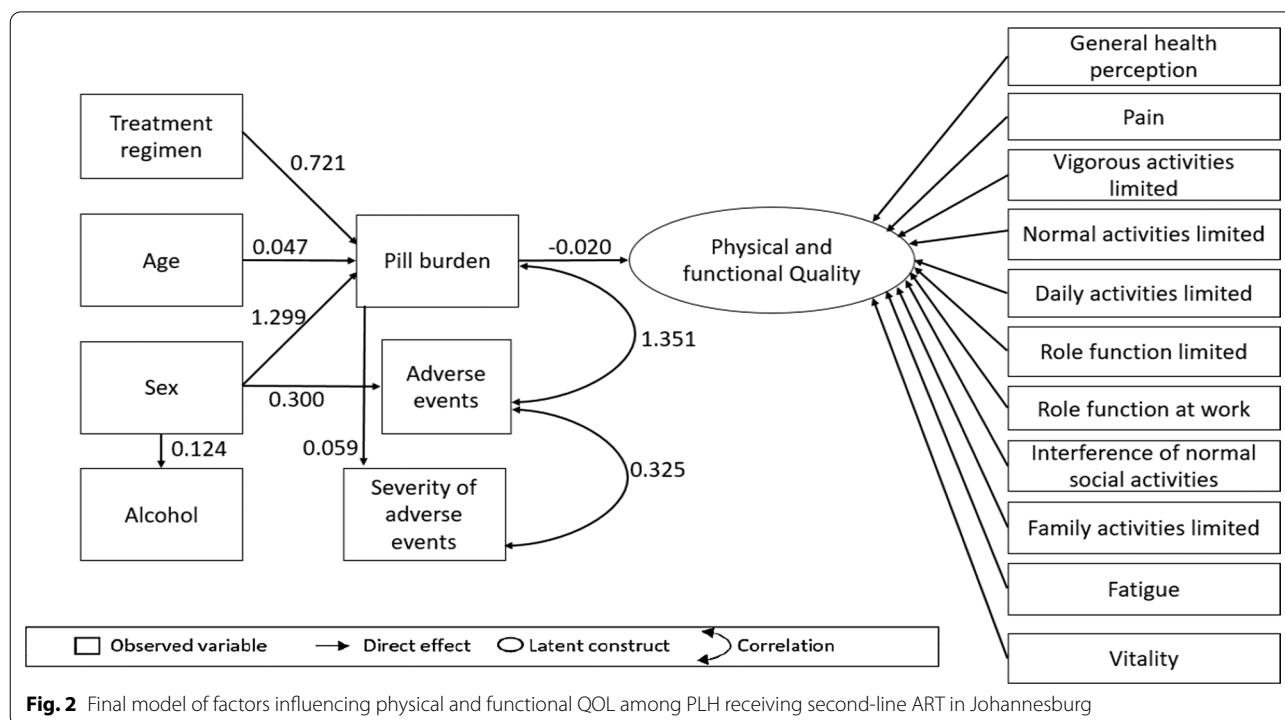 General health
perception
Treatment
regimen
Pain
0.721
Vigorous activities
limited
Age
0.047
Pill burden
-0.020
Physical and
functional Quality
Normal activities limited
Daily activities limited
1.299
1.351
Role function limited
Sex
0.300
Adverse
events
Role function at work
0.124
0.059
0.325
Interference of normal
social activities
Alcohol
Severity of
adverse
events
Family activities limited
Fatigue
Observed variable Direct effect Latent construct Correlation
Vitality
Fig. 2 Final model of factors influencing physical and functional QOL among PLH receiving second-line ART in Johannesburg